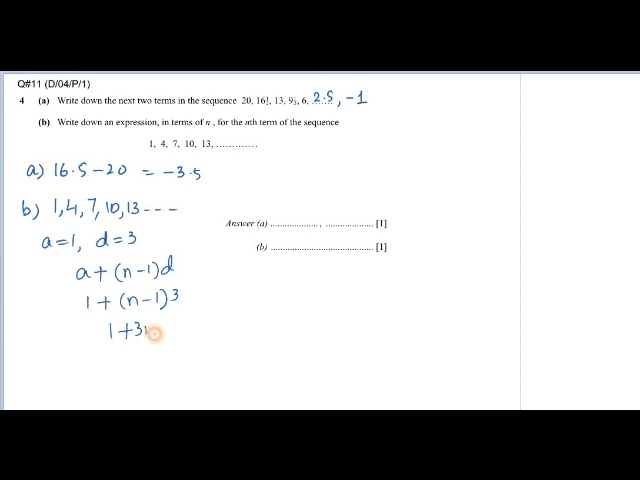 Q#11 (D/04/P/1)
4 (a) Write down the next two terms in the sequence 20, 16½, 13, 9½, 6, ...... 2.5, -1
(b) Write down an expression, in terms of n , for the nth term of the sequence
1, 4, 7, 10, 13, .............
a) 16.5-20 = -3.5
b) 1,4,7,10,13---
Answer (a) ..................... , ..................... [1]
a=1, d=3
(b) ............................................ [1]
a+(n-1)d
1+(n-1)3
1+3